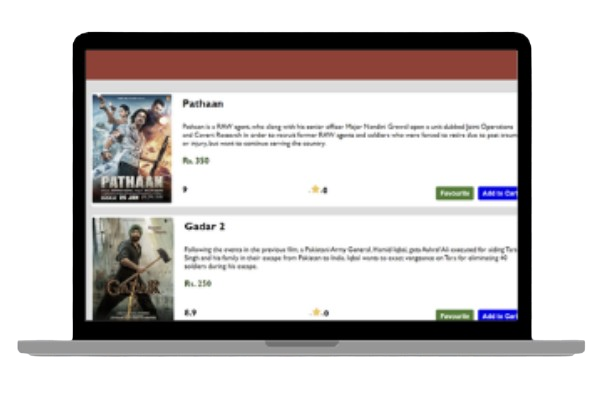 Pathaan
Pathaan is a RAW agent, who along with his senior officer Major Nandini Grewal open a unit dubbed Joint Operations
and Covert Research in order to recruit former RAW agents and soldiers who were forced to retire due to past trauma
or injury, but want to continue serving the country.
Rs. 350
9
0
Favourite
Add to Cart
PATHAAN
Gadar 2
Following the events in the previous film, a Pakistani Army General, Hamid Iqbal, gets Ashraf Ali executed for aiding Tara
Singh and his family in their escape from Pakistan to India. Iqbal wants to exact vengeance on Tara for eliminating 40
soldiers during his escape.
Rs. 250
8.9
.0
Favourite
Add to Cart
GADAR